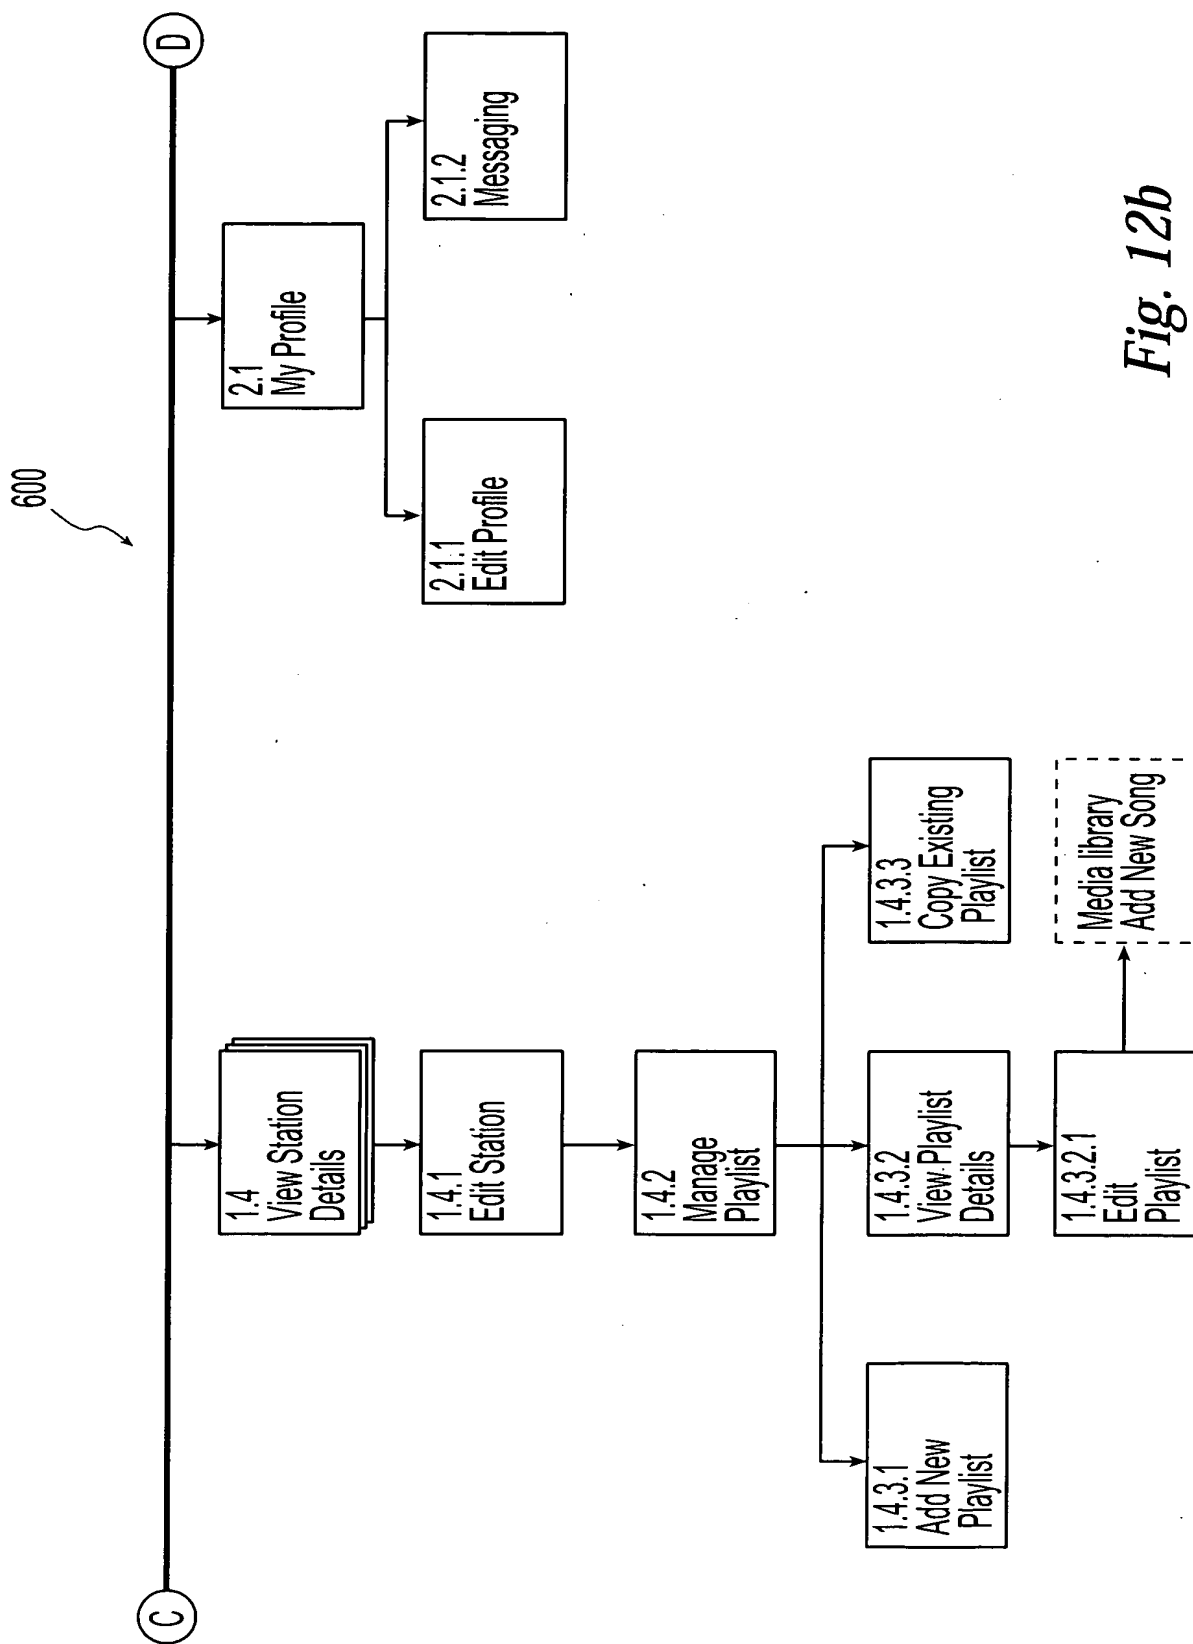 600
C
D
1.4
View Station
Details
2.1
My Profile
1.4.1
Edit Station
2.1.1
Edit Profile
2.1.2
Messaging
1.4.2
Manage
Playlist
1.4.3.1
Add New
Playlist
1.4.3.2
View Playlist
Details
1.4.3.3
Copy Existing
Playlist
1.4.3.2.1
Edit
Playlist
Media library
Add New Song
Fig. 12b